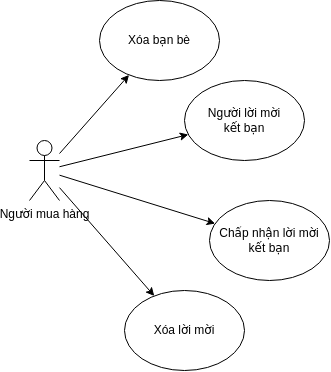 Xóa bạn bè
Người lời mời
kết bạn
Người mua hàng
Chấp nhận lời mời
kết bạn
Xóa lời mời